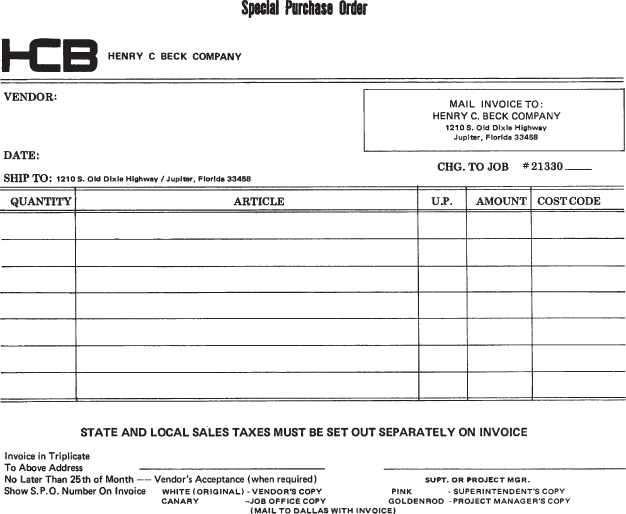 Special Purchase Order
HCB HENRY C BECK COMPANY
VENDOR:
MAIL INVOICE TO:
HENRY C. BECK COMPANY
1210 S. Old Dixie Highway
Jupiter, Florida 33458
DATE:
CHG. TO JOB #21330
SHIP TO: 1210 S. Old Dixie Highway / Jupiter, Florida 33458
QUANTITY ARTICLE U.P. AMOUNT COST CODE
STATE AND LOCAL SALES TAXES MUST BE SET OUT SEPARATELY ON INVOICE
Invoice in Triplicate
To Above Address
No Later Than 25th of Month —— Vendor's Acceptance (when required) SUPT. OR PROJECT MGR.
Show S.P.O. Number On Invoice WHITE (ORIGINAL) - VENDOR'S COPY PINK - SUPERINTENDENT'S COPY
CANARY -JOB OFFICE COPY GOLDENROD -PROJECT MANAGER'S COPY
(MAIL TO DALLAS WITH INVOICE)